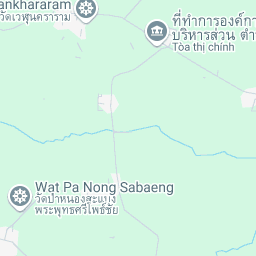 ankhararam
วัดเวฬุนคราราม
ที่ทำการองค์กา
บริหารส่วน ตำ
Tòa thị chính
Wat Pa Nong Sabaeng
วัดป่าหนองสะแบง
พระพุทธศรีโพธิ์ชัย